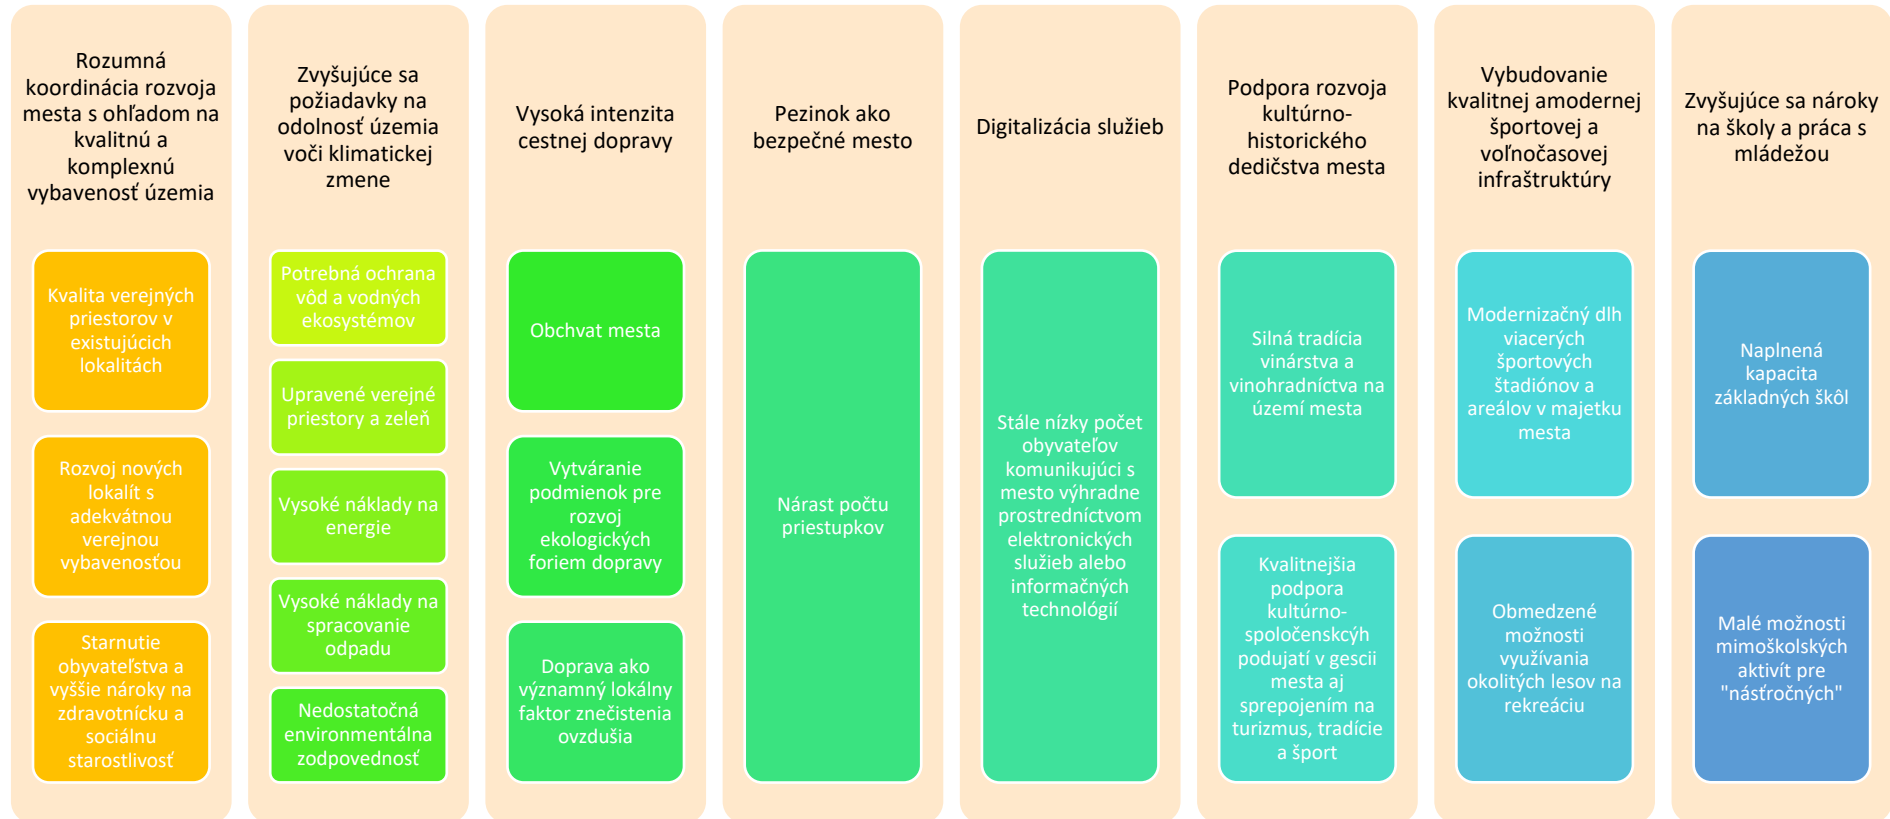 Rozumná
koordinácia rozvoja
mesta s ohľadom na
kvalitnú a
komplexnú
vybavenosť územia
Kvalita verejných
priestorov v
existujúcich
lokalitách
Rozvoj nových
lokalít s
adekvátnou
verejnou
vybavenosťou
Starnutie
obyvateľstva a
vyššie nároky na
zdravotnícku a
sociálnu
starostlivosť
Zvyšujúce sa
požiadavky na
odolnosť územia
voči klimatickej
zmene
Potrebná ochrana
vôd a vodných
ekosystémov
Upravené verejné
priestory a zeleň
Vysoké náklady na
energie
Vysoké náklady na
spracovanie
odpadu
Nedostatočná
environmentálna
zodpovednosť
Vysoká intenzita
cestnej dopravy
Obchvat mesta
Vytváranie
podmienok pre
rozvoj
ekologických
foriem dopravy
Doprava ako
významný lokálny
faktor znečistenia
ovzdušia
Pezinok ako
bezpečné mesto
Nárast počtu
priestupkov
Digitalizácia služieb
Stále nízky počet
obyvateľov
komunikujúci s
mesto výhradne
prostredníctvom
elektronických
služieb alebo
informačných
technológií
Podpora rozvoja
kultúrno-
historického
dedičstva mesta
Silná tradícia
vinárstva a
vinohradníctva na
území mesta
Kvalitnejšia
podpora
kultúrno-
spoločenskcýh
podujatí v gescii
mesta aj
sprepojením na
turizmus, tradície
a šport
Vybudovanie
kvalitnej amodernej
športovej a
voľnočasovej
infraštruktúry
Modernizačný dlh
viacerých
športových
štadiónov a
areálov v majetku
mesta
Obmedzené
možnosti
využívania
okolitých lesov na
rekreáciu
Zvyšujúce sa nároky
na školy a práca s
mládežou
Naplnená
kapacita
základných škôl
Malé možnosti
mimoškolských
aktivít pre
"násťročných"